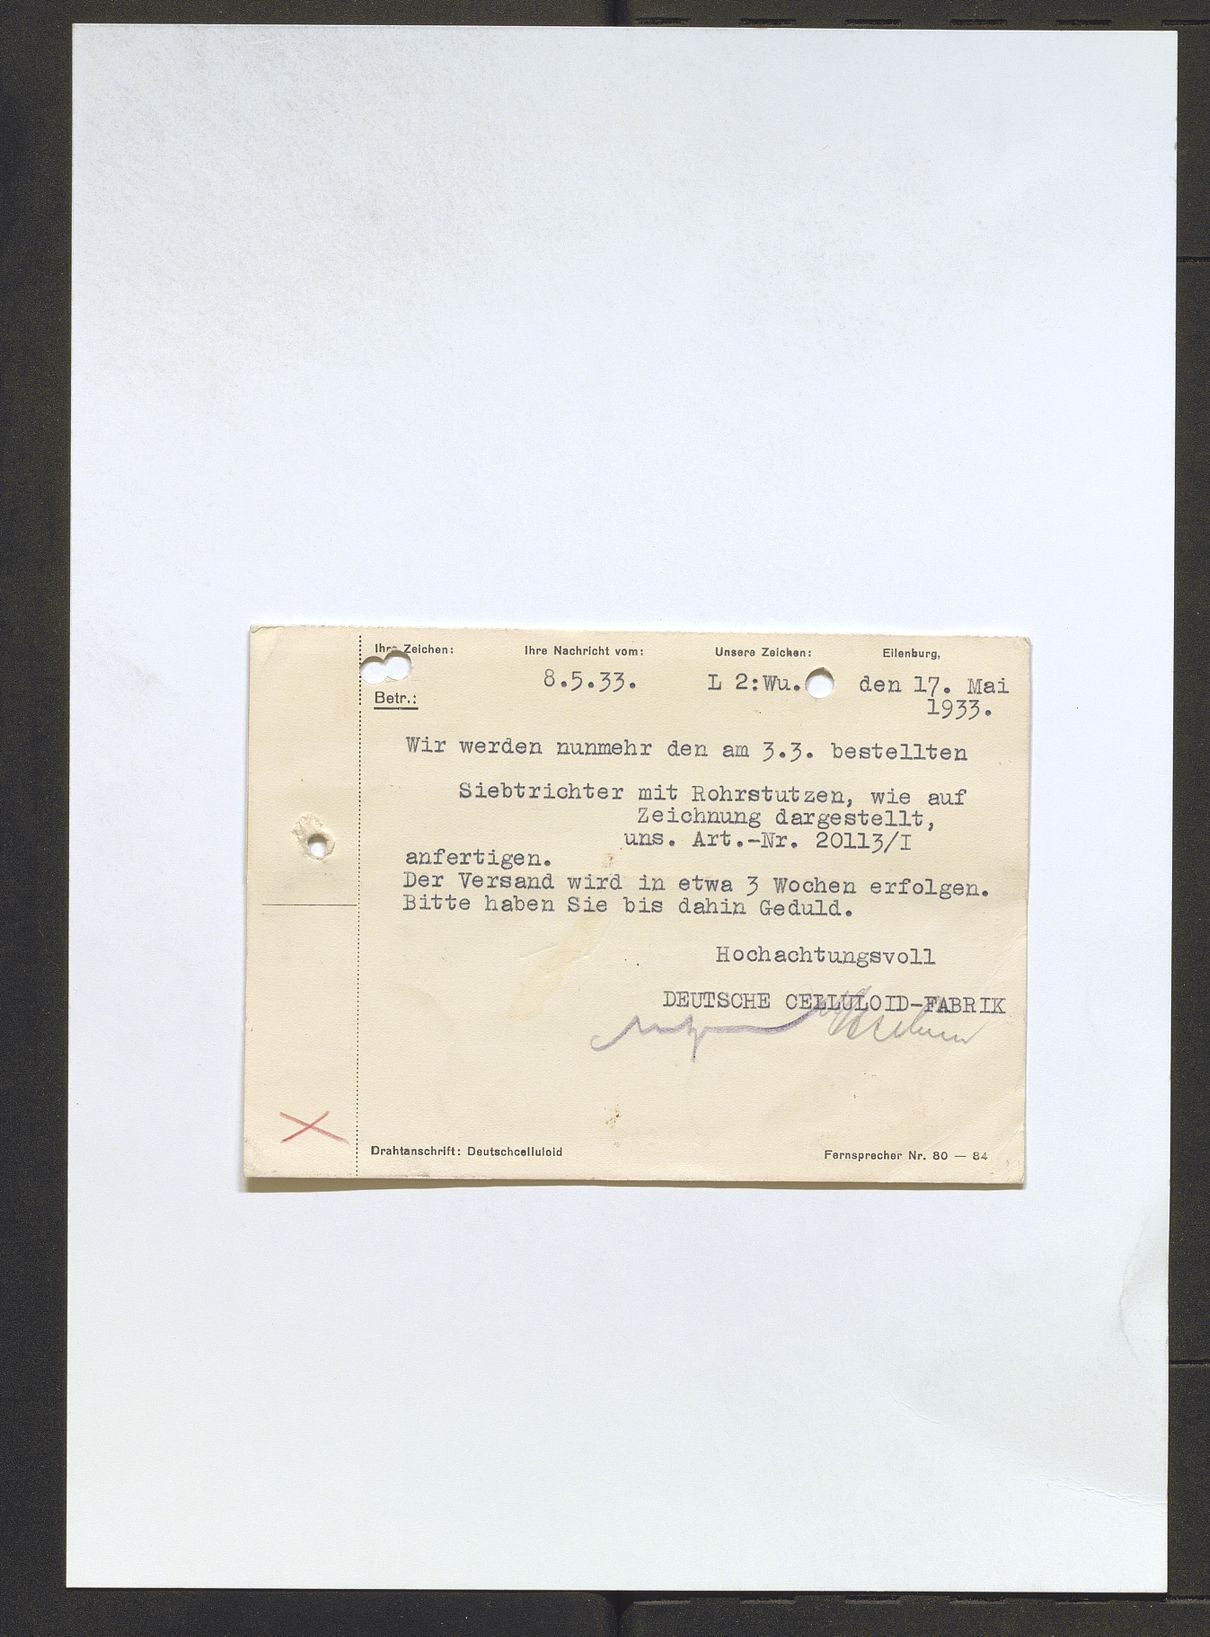 Ihre Zeichen: Ihre Nachricht vom: Unsere Zeichen: Eilenburg,
8.5.33. L 2:Wu. den 17. Mai
1933.
Betr.:
Wir werden nunmehr den am 3.3. bestellten
Siebtrichter mit Rohrstutzen, wie auf
Zeichnung dargestellt,
uns. Art.-Nr. 20113/I
anfertigen.
Der Versand wird in etwa 3 Wochen erfolgen.
Bitte haben Sie bis dahin Geduld.
Hochachtungsvoll
DEUTSCHE CELLULOID-FABRIK
Drahtanschrift: Deutschcelluloid Fernsprecher Nr. 80 — 84